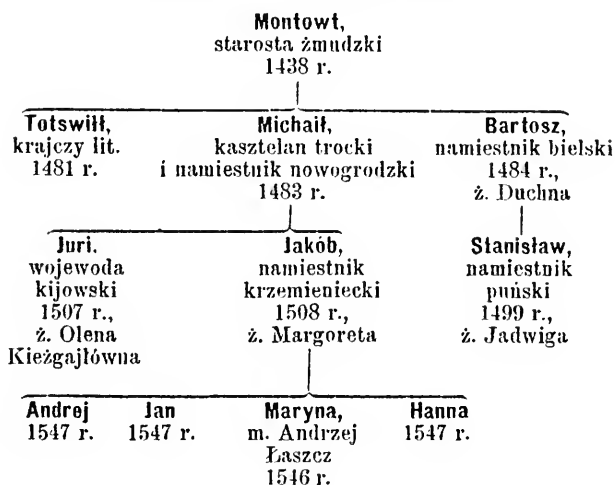 Montowt,
starosta żmudzki
1438 r.
Totswiłł,
krajczy lit.
1481 r.
Michaił,
kasztelan trocki
i namiestnik nowogrodzki
1483 r.
Bartosz,
namiestnik bielski
1484 r.,
ż. Duchna
Juri.
wojewoda
kijowski
1507 r.,
ż. Olena
Kieżgajłówna
Jakób,
namiestnik
krzemieniecki
1508 r.,
ż. Margoreta
Stanisław,
namiestnik
puński
1499 r.,
ż. Jadwiga
Andrej
1547 r.
Jan
1547 r.
Maryna,
m. Andrzej
Łaszcz
1546 r.
Hanna
1547 r.